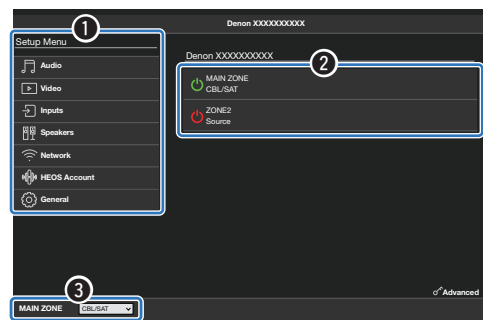 Denon XXXXXXXXXX
1
Setup Menu
Audio
Video
Inputs
Speakers
Network
HEOS Account
General
Denon XXXXXXXXXX
2
MAIN ZONE
CBL/SAT
ZONE2
Source
Advanced
3
MAIN ZONE CBL/SAT